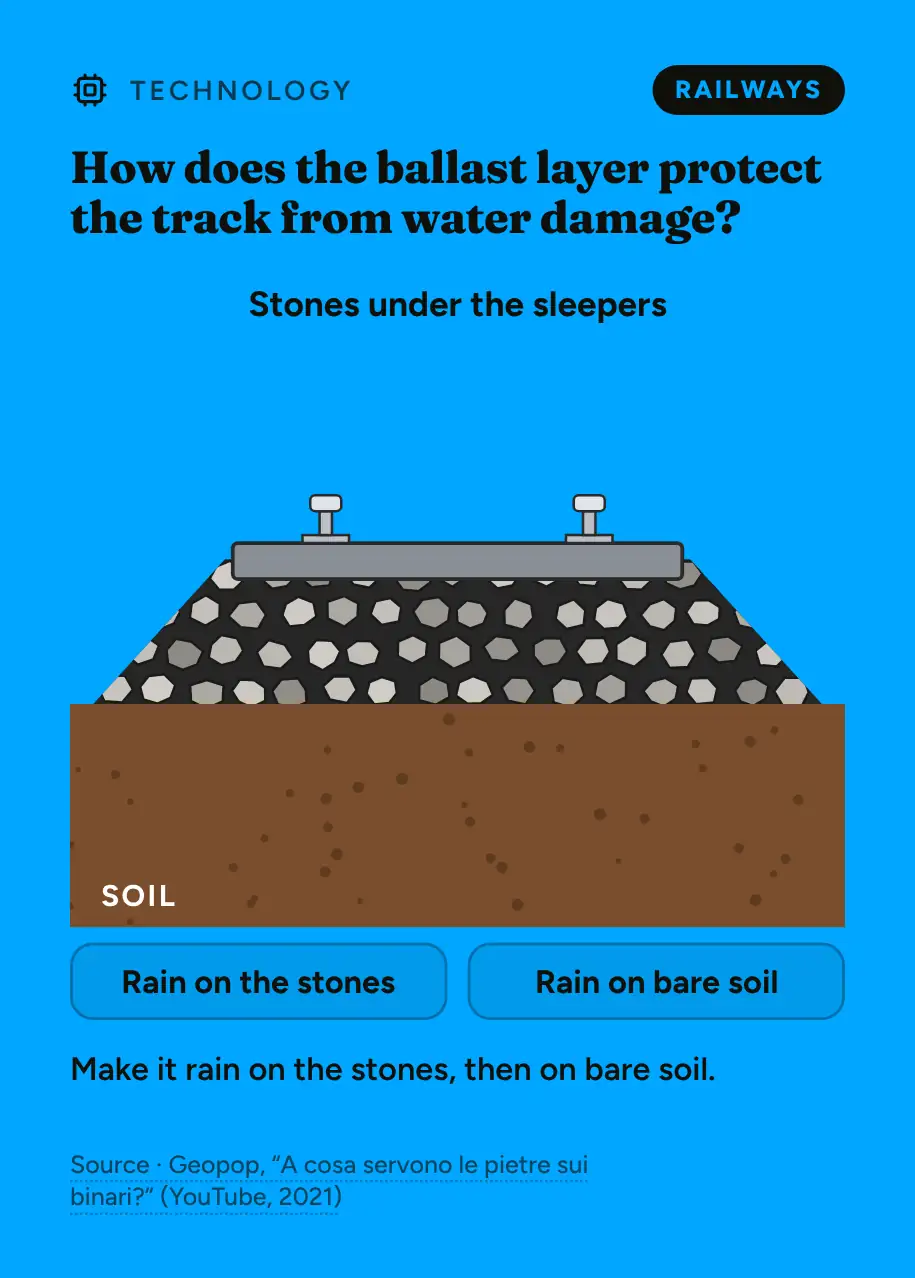 TECHNOLOGY
RAILWAYS
How does the ballast layer protect
the track from water damage?
Stones under the sleepers
SOIL
Rain on the stones
Rain on bare soil
Make it rain on the stones, then on bare soil.
Source · Geopop, “A cosa servono le pietre sui
binari?” (YouTube, 2021)